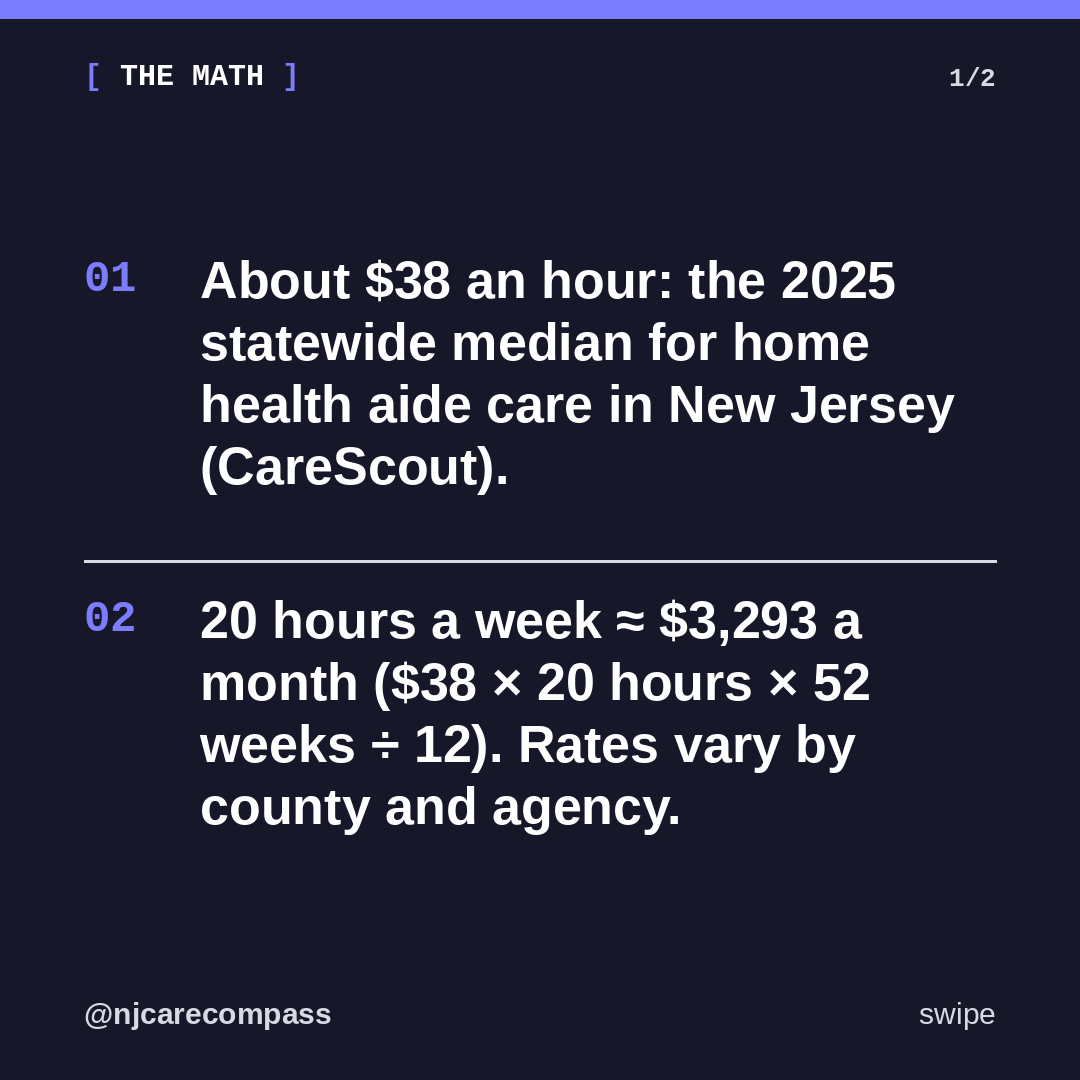 [ THE MATH ]
1/2
01
About $38 an hour: the 2025
statewide median for home
health aide care in New Jersey
(CareScout).
02
20 hours a week ≈ $3,293 a
month ($38 × 20 hours × 52
weeks ÷ 12). Rates vary by
county and agency.
@njcarecompass
swipe